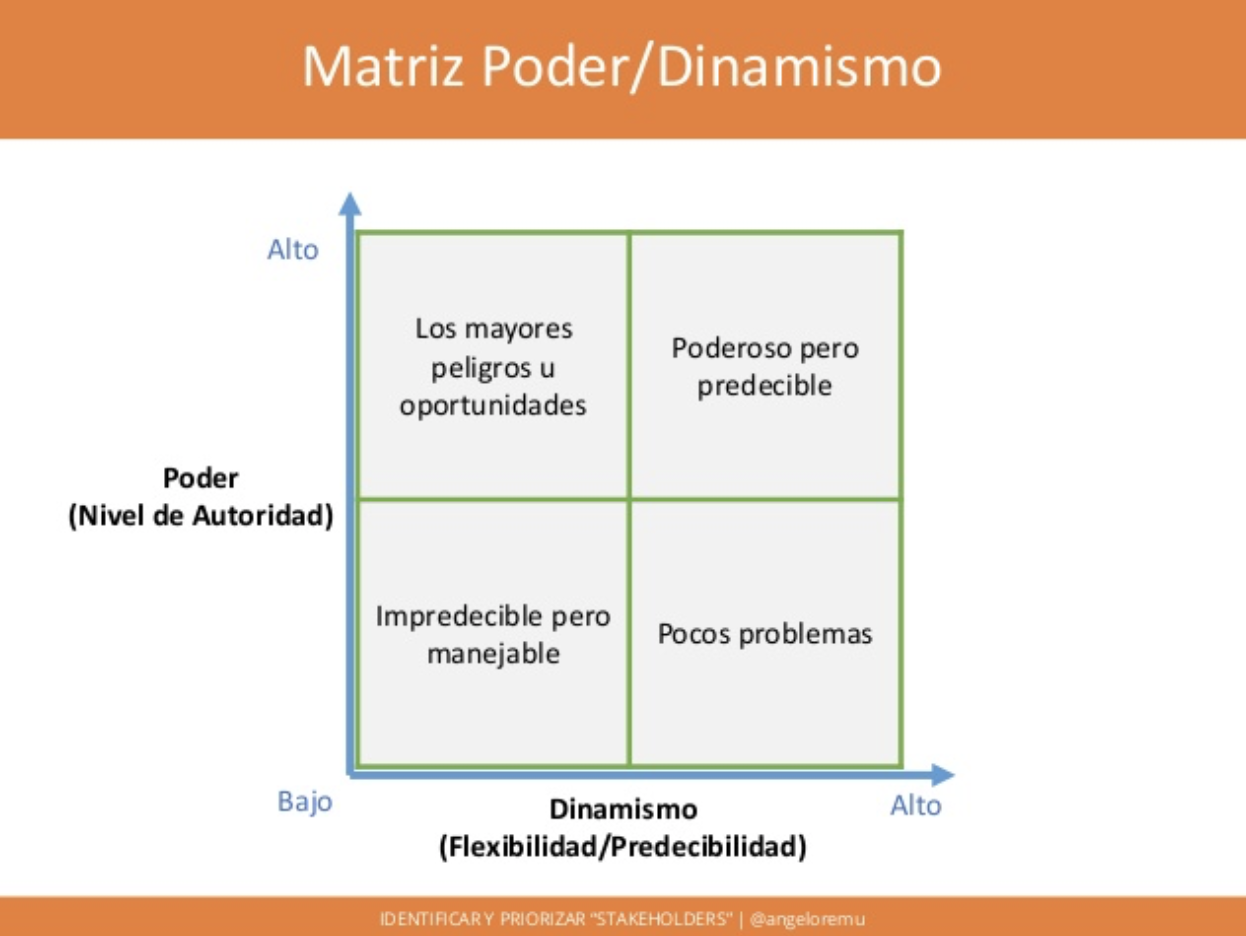 Matriz Poder/Dinamismo
Alto
Los mayores
peligros u
oportunidades
Poderoso pero
predecible
Poder
(Nivel de Autoridad)
Impredecible pero
manejable
Pocos problemas
Bajo
Dinamismo
(Flexibilidad/Predecibilidad)
Alto
IDENTIFICAR Y PRIORIZAR "STAKEHOLDERS" | @angeloremu